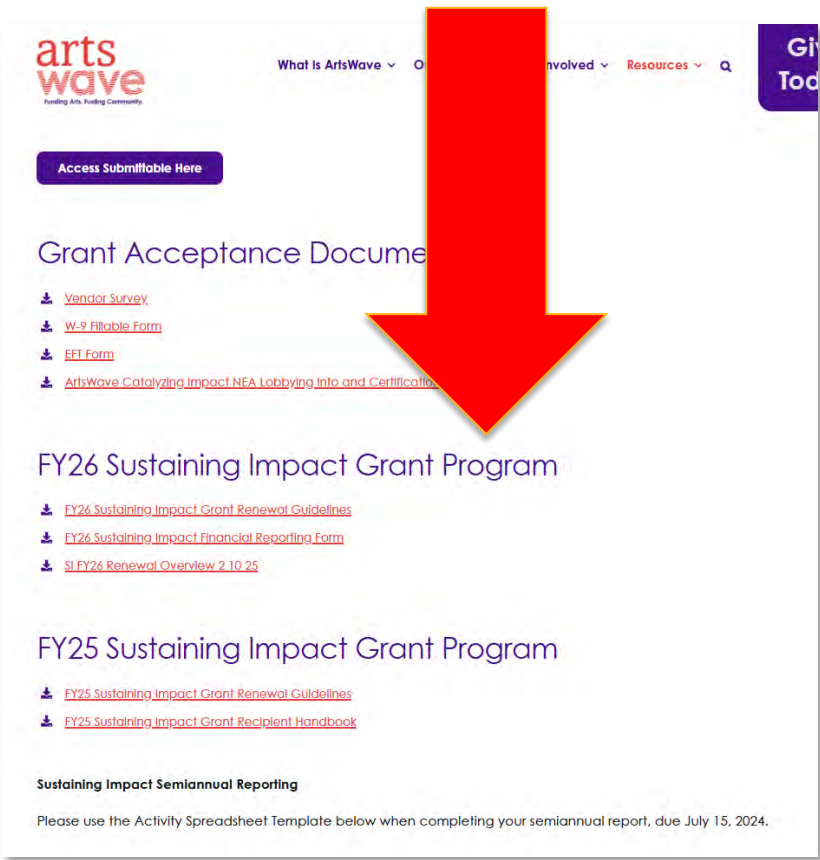 arts
wave
Funding Arts. Funding Community.
What Is ArtsWave
Resources
Access Submittable Here
Grant Acceptance
Vendor Survey
W-9 Fillable Form
EFT Form
ArtsWave Catalyzing Impact NEA Lobbying Info and Certification
FY26 Sustaining Impact Grant Program
FY26 Sustaining Impact Grant Renewal Guidelines
FY26 Sustaining Impact Financial Reporting Form
SI FY26 Renewal Overview 2 10 25
FY25 Sustaining Impact Grant Program
FY25 Sustaining Impact Grant Renewal Guidelines
FY25 Sustaining Impact Grant Recipient Handbook
Sustaining Impact Semiannual Reporting
Please use the Activity Spreadsheet Template below when completing your semiannual report, due July 15, 2024.